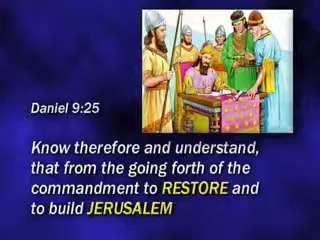 Daniel 9:25
Know therefore and understand,
that from the going forth of the
commandment to RESTORE and
to build JERUSALEM